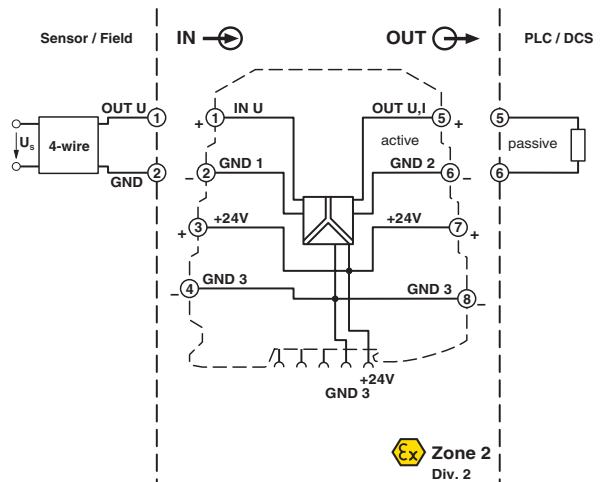 Sensor / Field
IN
OUT
PLC / DCS
OUT U
1
1
IN U
OUT U,I
5
5
+
+
Us
4-wire
active
passive
GND
2
2
GND 1
GND 2
6
6
–
–
3
+24V
+24V
7
+
+
4
GND 3
GND 3
8
–
–
+24V
GND 3
Ex
Zone 2
Div. 2